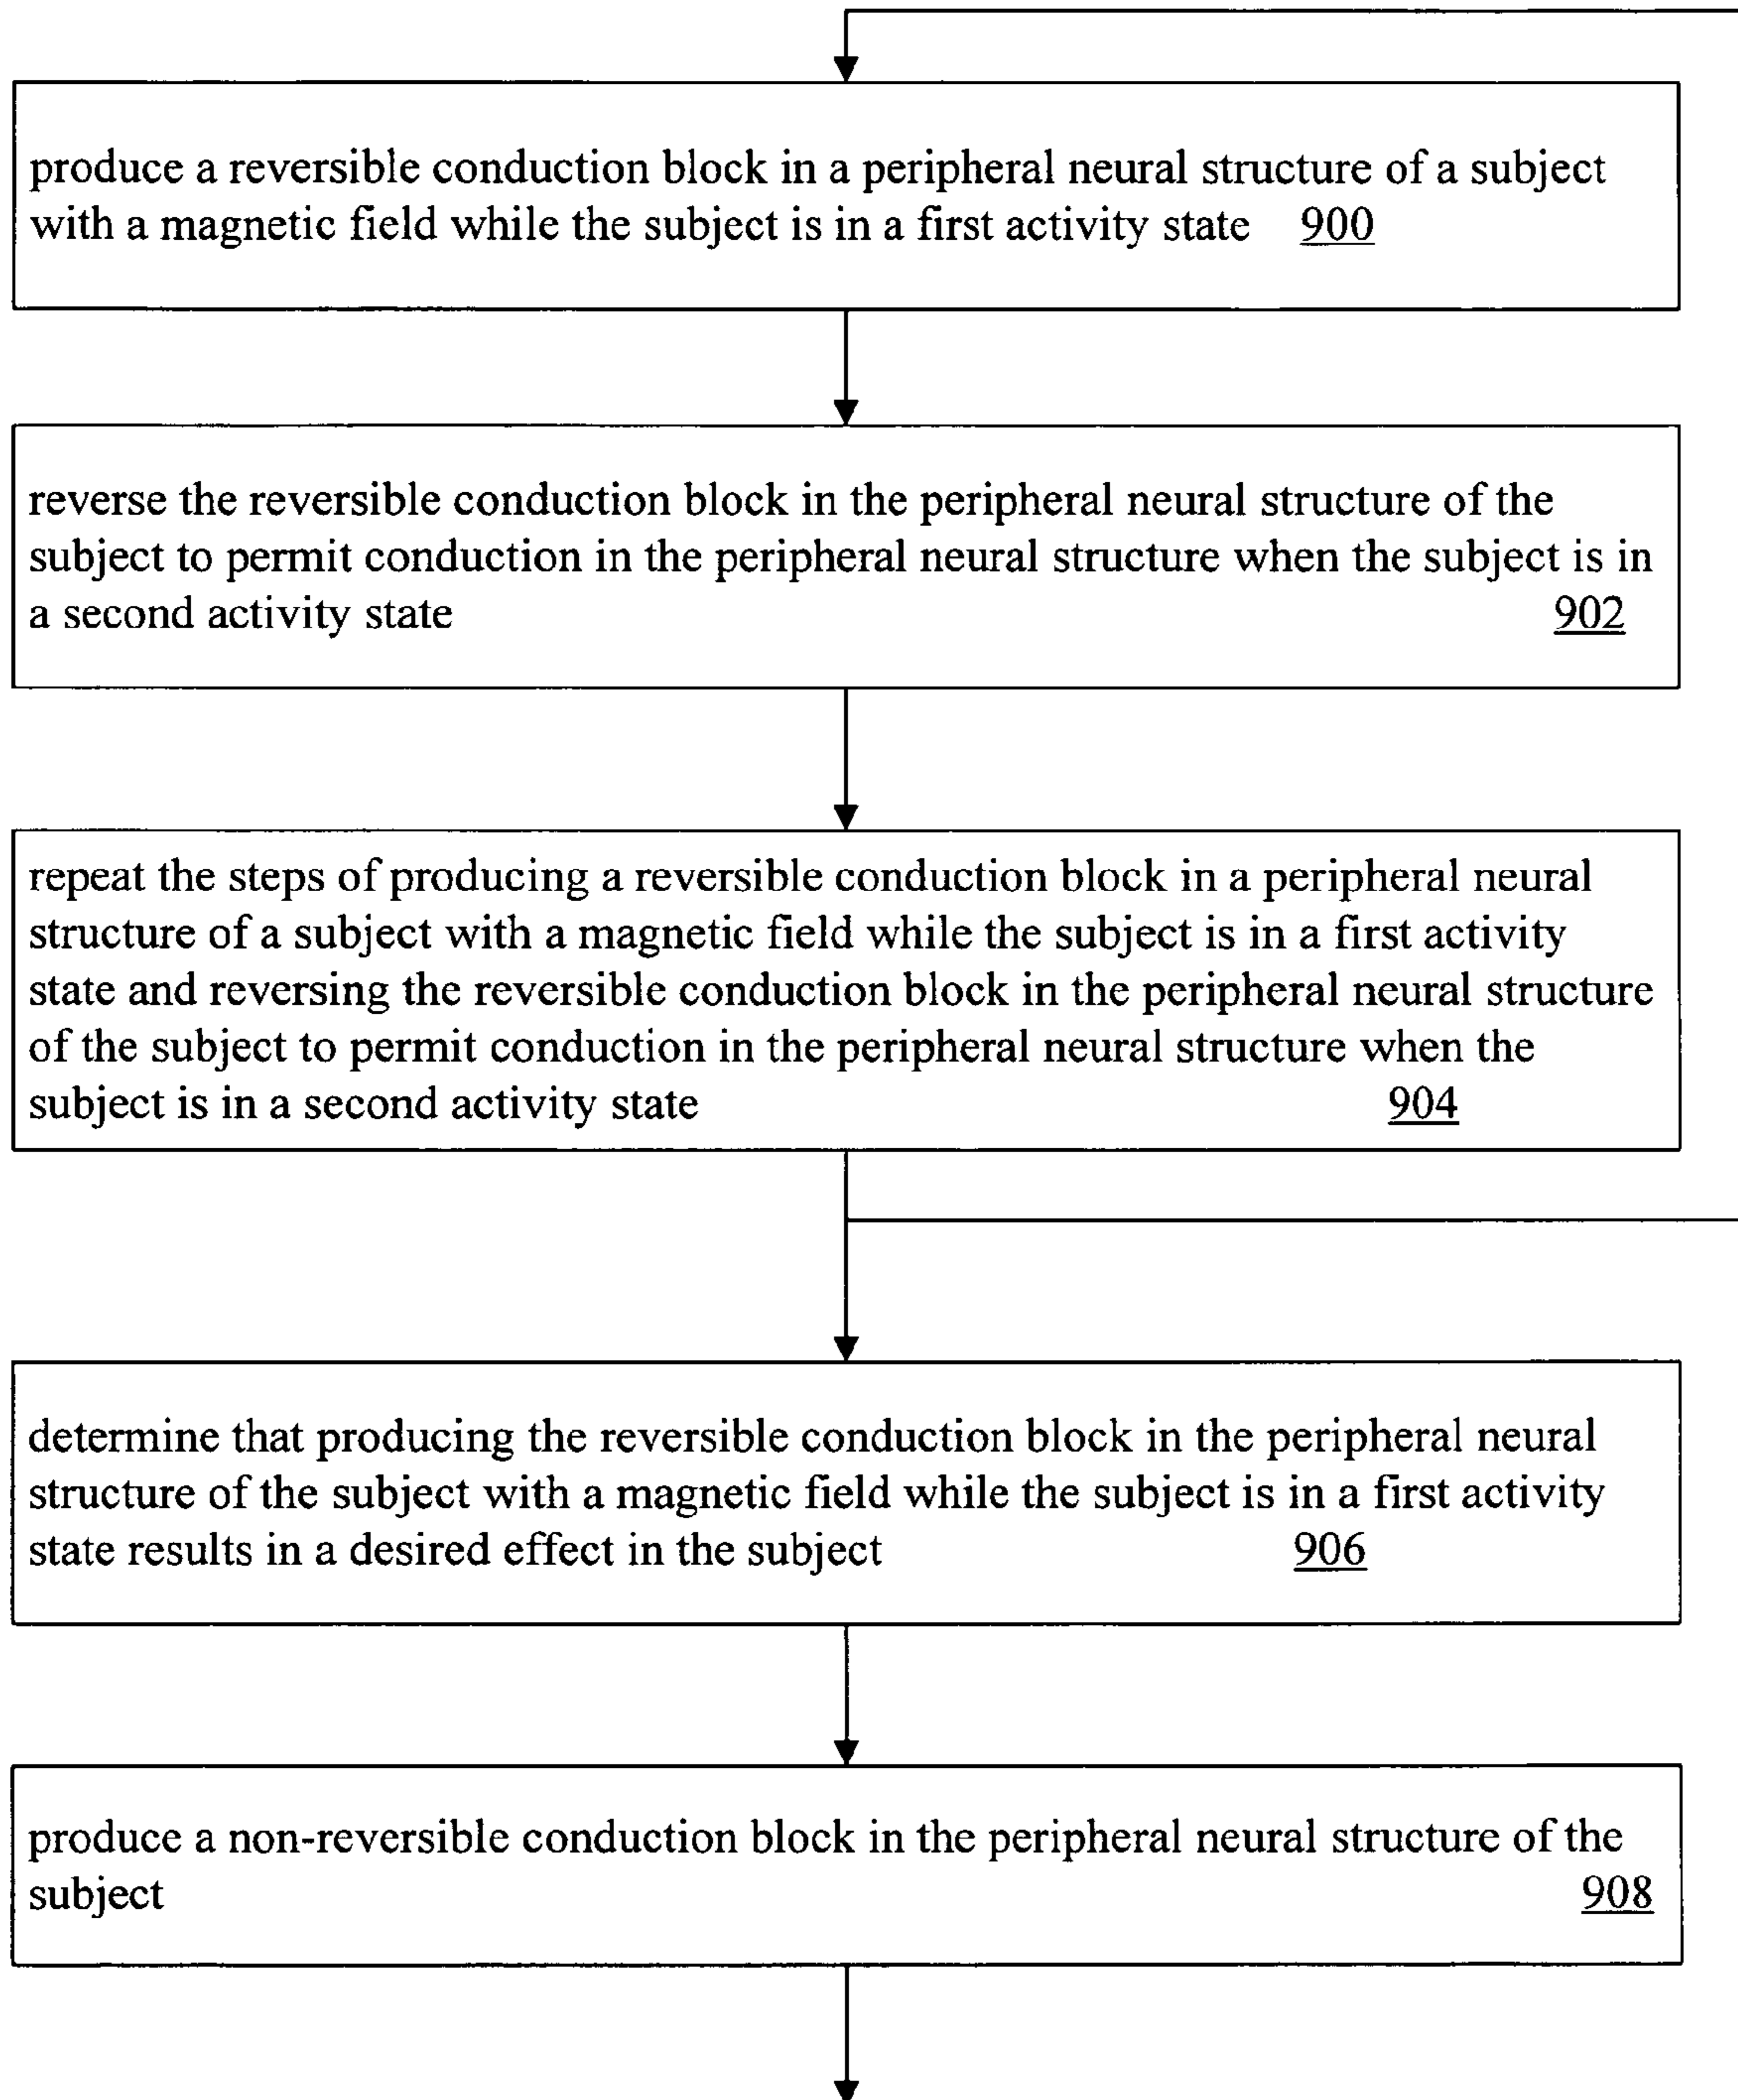 produce a reversible conduction block in a peripheral neural structure of a subject
with a magnetic field while the subject is in a first activity state 900
reverse the reversible conduction block in the peripheral neural structure of the
subject to permit conduction in the peripheral neural structure when the subject is in
a second activity state 902
repeat the steps of producing a reversible conduction block in a peripheral neural
structure of a subject with a magnetic field while the subject is in a first activity
state and reversing the reversible conduction block in the peripheral neural structure
of the subject to permit conduction in the peripheral neural structure when the
subject is in a second activity state 904
determine that producing the reversible conduction block in the peripheral neural
structure of the subject with a magnetic field while the subject is in a first activity
state results in a desired effect in the subject 906
produce a non-reversible conduction block in the peripheral neural structure of the
subject 908